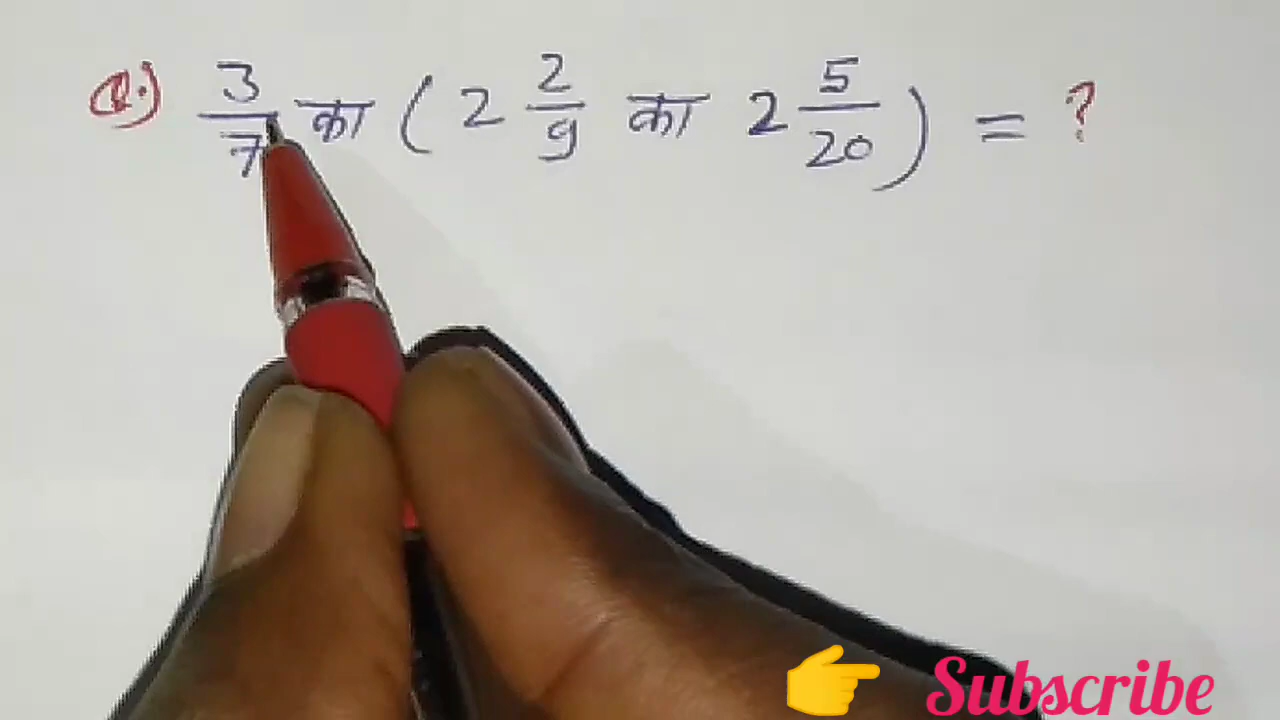 Q.) 3/7 का ( 2 2/9 का 2 5/20 ) = ?
👉 Subscribe